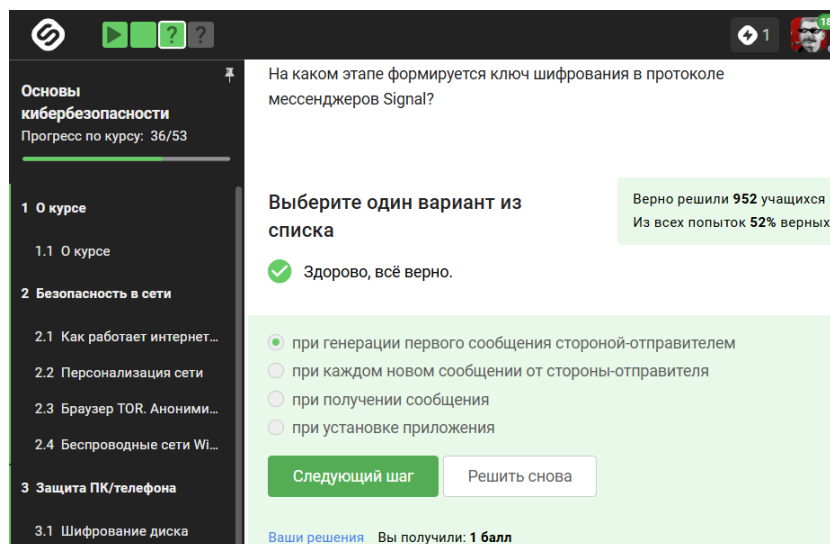 ? ?
1
18
Основы
кибербезопасности
Прогресс по курсу: 36/53
1 О курсе
1.1 О курсе
2 Безопасность в сети
2.1 Как работает интернет...
2.2 Персонализация сети
2.3 Браузер TOR. Аноними...
2.4 Беспроводные сети Wi...
3 Защита ПК/телефона
3.1 Шифрование диска
На каком этапе формируется ключ шифрования в протоколе
мессенджеров Signal?
Выберите один вариант из
списка
Верно решили 952 учащихся
Из всех попыток 52% верных
Здорово, всё верно.
при генерации первого сообщения стороной-отправителем
при каждом новом сообщении от стороны-отправителя
при получении сообщения
при установке приложения
Следующий шаг
Решить снова
Ваши решения Вы получили: 1 балл